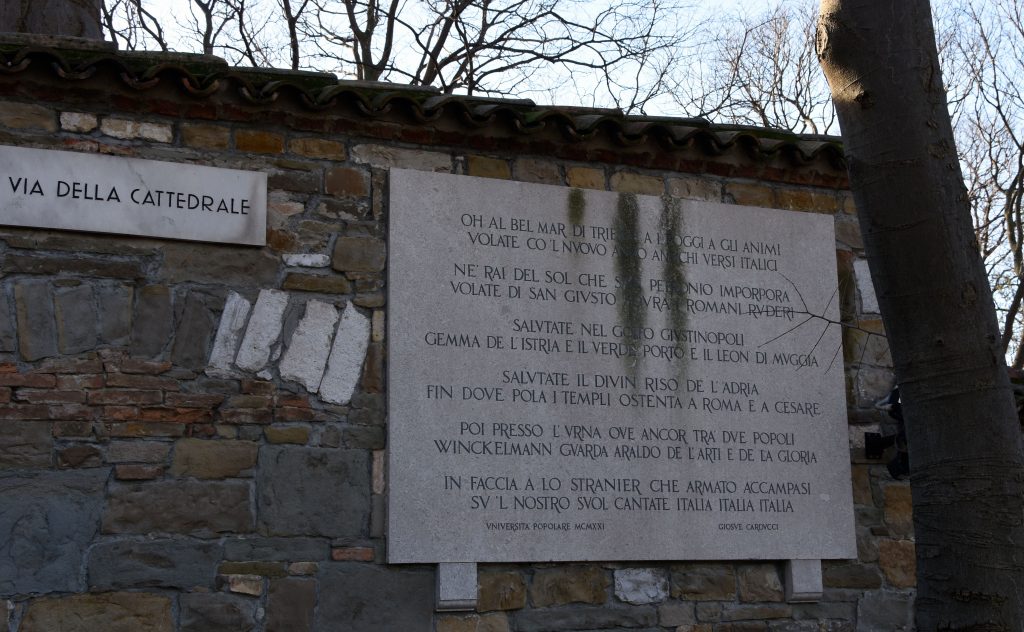 VIA DELLA CATTEDRALE
OH AL BEL MAR DI TRIESTE A I POGGI A GLI ANIMI
VOLATE CO'L NVOVO ANNO ANTICHI VERSI ITALICI
NE' RAI DEL SOL CHE SAN PETRONIO IMPORPORA
VOLATE DI SAN GIVSTO SOVRA I ROMANI RVDERI
SALVTATE NEL GOLFO GIVSTINOPOLI
GEMMA DE L'ISTRIA E IL VERDE PORTO E IL LEON DI MVGGIA
SALVTATE IL DIVIN RISO DE L'ADRIA
FIN DOVE POLA I TEMPLI OSTENTA A ROMA E A CESARE
POI PRESSO L'VRNA OVE ANCOR TRA DVE POPOLI
WINCKELMANN GVARDA ARALDO DE L'ARTI E DE LA GLORIA
IN FACCIA A LO STRANIER CHE ARMATO ACCAMPASI
SV 'L NOSTRO SVOL CANTATE ITALIA ITALIA ITALIA
VNIVERSITA POPOLARE MCMXXI
GIOSVE CARDVCCI